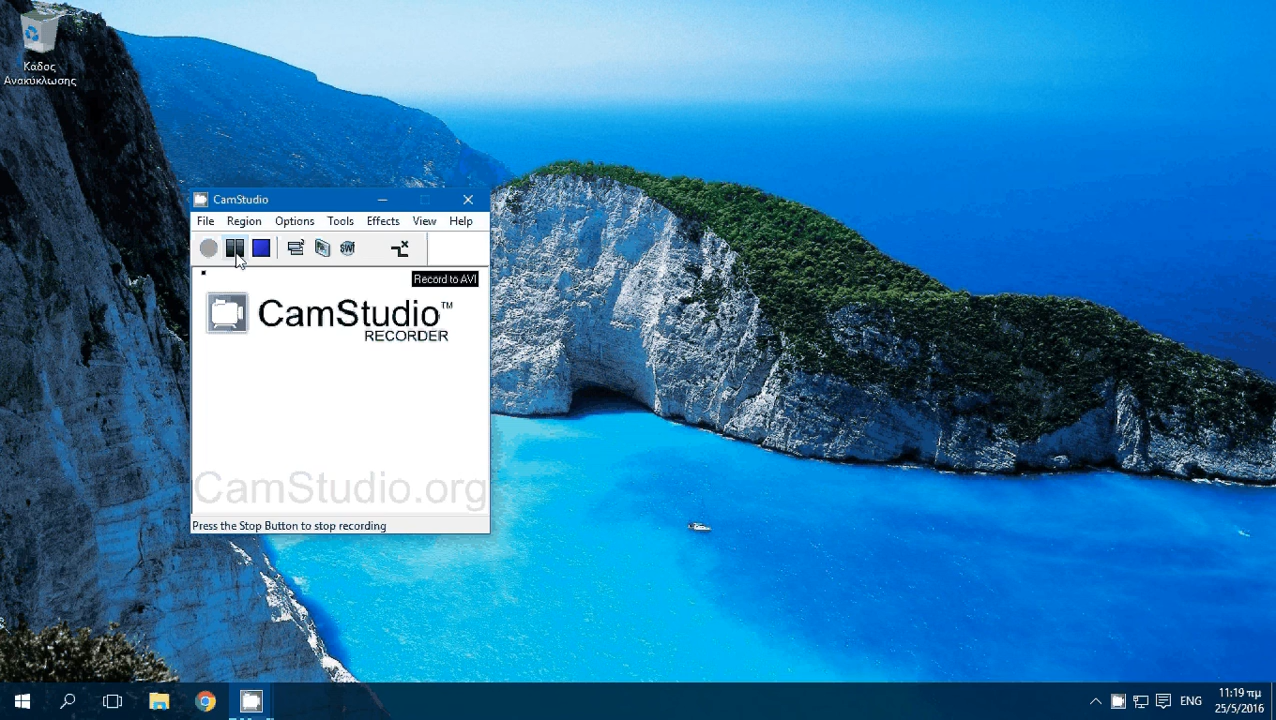 Κάδος
Ανακύκλωσης
CamStudio
File Region Options Tools Effects View Help
SWF
Record to AVI
CamStudio™
RECORDER
CamStudio.org
Press the Stop Button to stop recording
ENG
11:19 πμ
25/5/2016